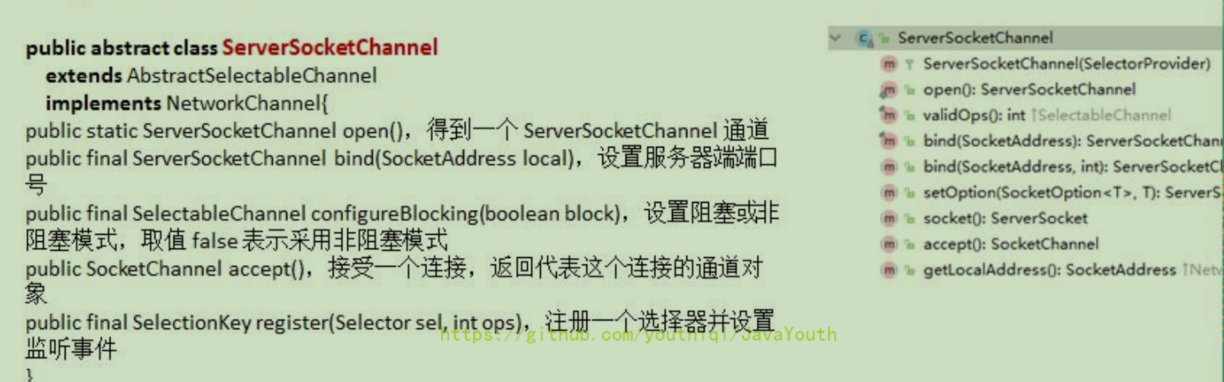 public abstract class ServerSocketChannel
extends AbstractSelectableChannel
implements NetworkChannel{
public static ServerSocketChannel open()，得到一个 ServerSocketChannel 通道
public final ServerSocketChannel bind(SocketAddress local)，设置服务器端端口
号
public final SelectableChannel configureBlocking(boolean block)，设置阻塞或非
阻塞模式，取值 false 表示采用非阻塞模式
public SocketChannel accept()，接受一个连接，返回代表这个连接的通道对
象
public final SelectionKey register(Selector sel, int ops)，注册一个选择器并设置
监听事件
}
https://github.com/youthlql/JavaYouth
ServerSocketChannel
ServerSocketChannel(SelectorProvider)
open(): ServerSocketChannel
validOps(): int ↑SelectableChannel
bind(SocketAddress): ServerSocketChann
bind(SocketAddress, int): ServerSocketCl
setOption(SocketOption<T>, T): ServerS
socket(): ServerSocket
accept(): SocketChannel
getLocalAddress(): SocketAddress ↑Netw